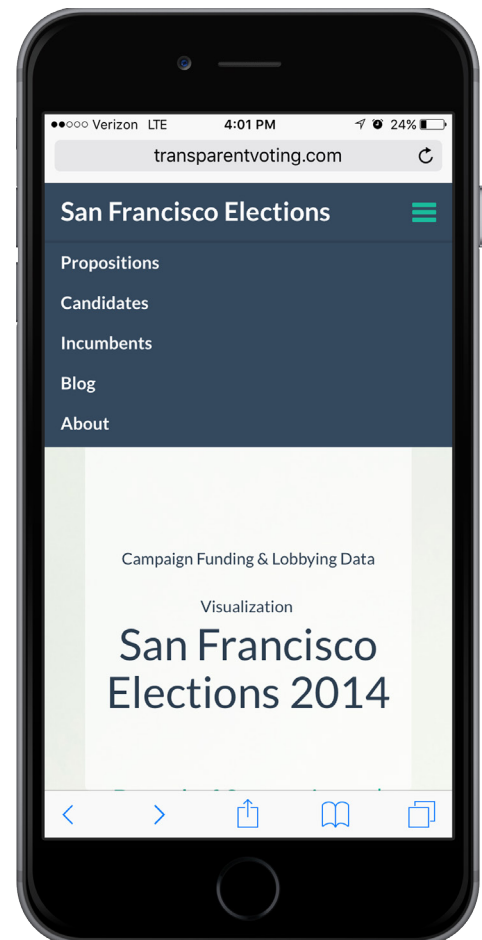 Verizon LTE 4:01 PM 24%
transparentvoting.com
San Francisco Elections
Propositions
Candidates
Incumbents
Blog
About
Campaign Funding & Lobbying Data
Visualization
San Francisco
Elections 2014